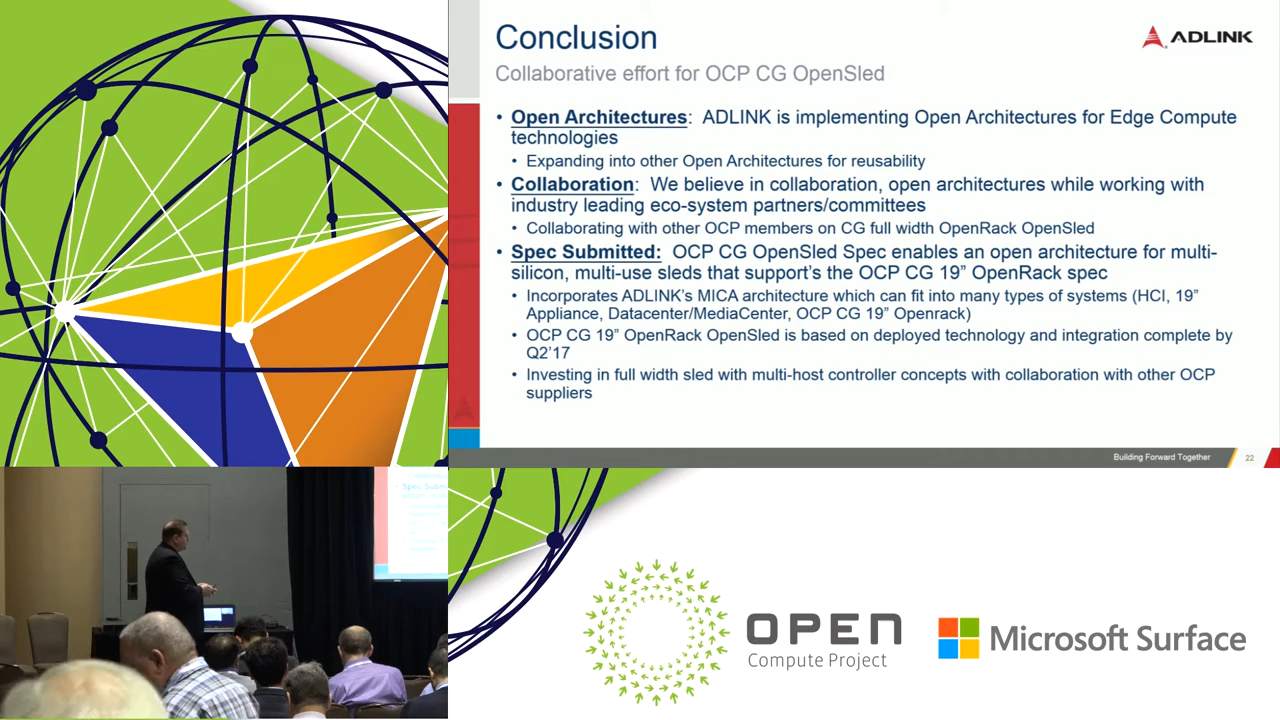 Conclusion
ADLINK
Collaborative effort for OCP CG OpenSled
• Open Architectures: ADLINK is implementing Open Architectures for Edge Compute
technologies
• Expanding into other Open Architectures for reusability
• Collaboration: We believe in collaboration, open architectures while working with
industry leading eco-system partners/committees
• Collaborating with other OCP members on CG full width OpenRack OpenSled
• Spec Submitted: OCP CG OpenSled Spec enables an open architecture for multi-
silicon, multi-use sleds that support's the OCP CG 19” OpenRack spec
• Incorporates ADLINK's MICA architecture which can fit into many types of systems (HCI, 19”
Appliance, Datacenter/MediaCenter, OCP CG 19” Openrack)
• OCP CG 19” OpenRack OpenSled is based on deployed technology and integration complete by
Q2'17
• Investing in full width sled with multi-host controller concepts with collaboration with other OCP
suppliers
Building Forward Together 22
Spec Submitt
OPEN
Compute Project
Microsoft Surface